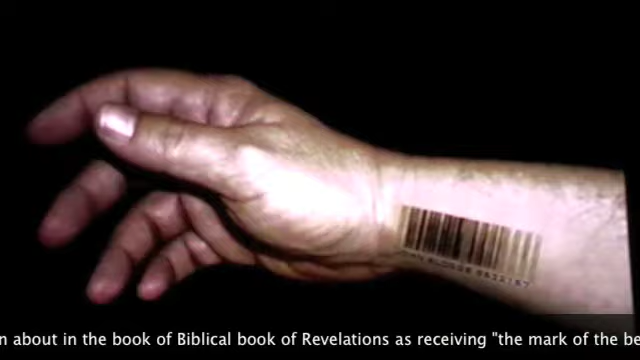 n about in the book of Biblical book of Revelations as receiving "the mark of the be